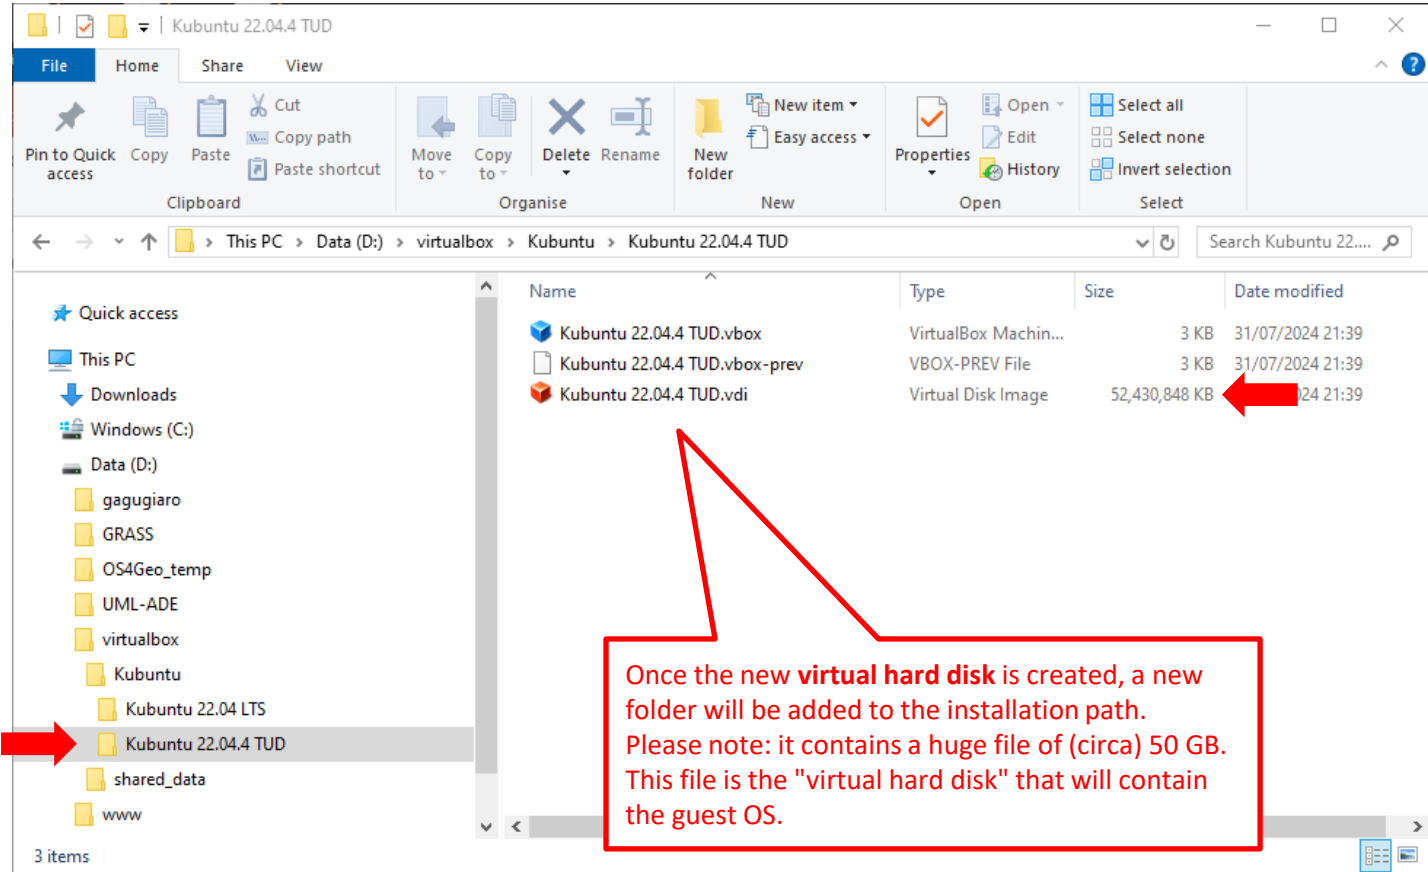 Kubuntu 22.04.4 TUD
File Home Share View
Pin to Quick access
Copy
Paste
Cut
Copy path
Paste shortcut
Clipboard
Move to
Copy to
Delete
Rename
Organise
New folder
New item
Easy access
New
Properties
Open
Edit
History
Open
Select all
Select none
Invert selection
Select
This PC > Data (D:) > virtualbox > Kubuntu > Kubuntu 22.04.4 TUD
Search Kubuntu 22....
Quick access
This PC
Downloads
Windows (C:)
Data (D:)
gagugiaro
GRASS
OS4Geo_temp
UML-ADE
virtualbox
Kubuntu
Kubuntu 22.04 LTS
Kubuntu 22.04.4 TUD
shared_data
www
Name Type Size Date modified
Kubuntu 22.04.4 TUD.vbox VirtualBox Machin... 3 KB 31/07/2024 21:39
Kubuntu 22.04.4 TUD.vbox-prev VBOX-PREV File 3 KB 31/07/2024 21:39
Kubuntu 22.04.4 TUD.vdi Virtual Disk Image 52,430,848 KB 24 21:39
Once the new virtual hard disk is created, a new
folder will be added to the installation path.
Please note: it contains a huge file of (circa) 50 GB.
This file is the "virtual hard disk" that will contain
the guest OS.
3 items